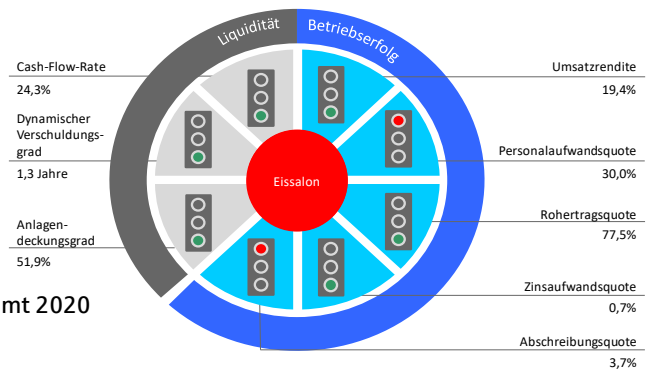 Liquidität
Betriebserfolg
Cash-Flow-Rate
24,3%
Dynamischer
Verschuldungs-
grad
1,3 Jahre
Anlagen-
deckungsgrad
51,9%
mt 2020
Eissalon
Umsatzrendite
19,4%
Personalaufwandsquote
30,0%
Rohertragsquote
77,5%
Zinsaufwandsquote
0,7%
Abschreibungsquote
3,7%